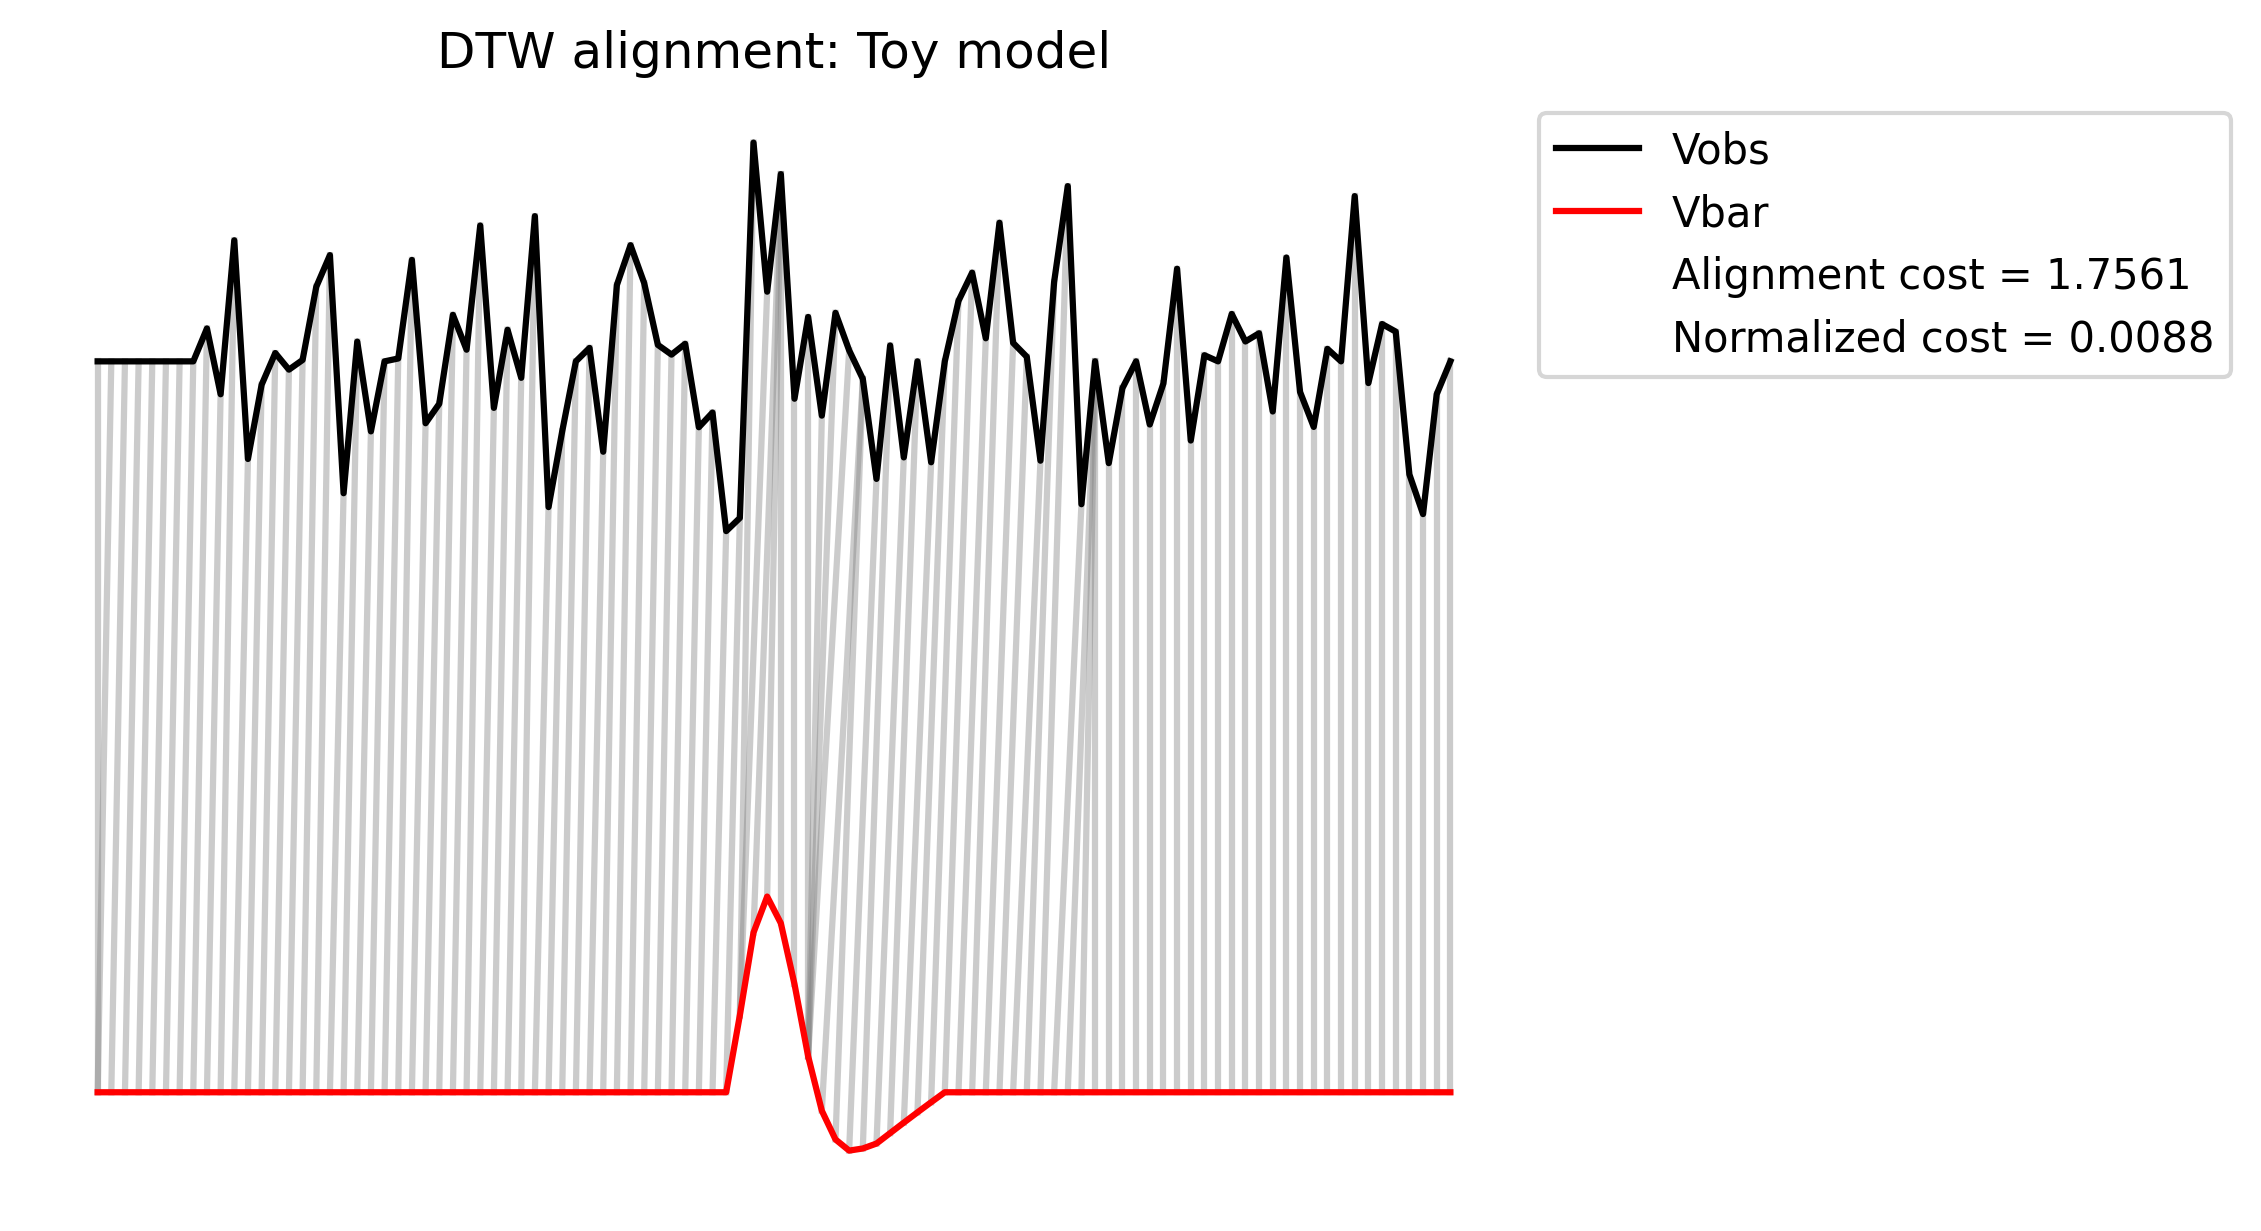 DTW alignment: Toy model
Vobs
Vbar
Alignment cost = 1.7561
Normalized cost = 0.0088